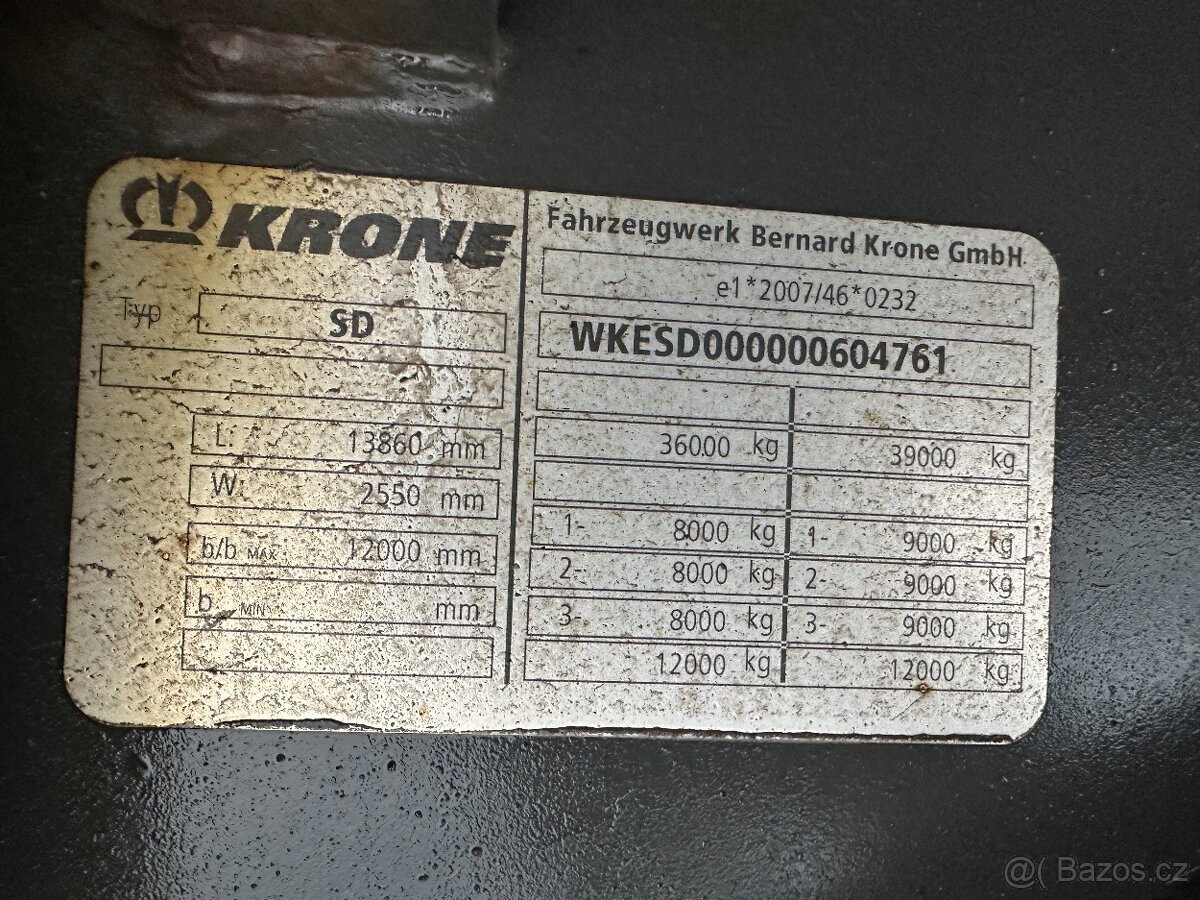 KRONE
Typ SD
L: 13860 mm
W: 2550 mm
b/b MAX 12000 mm
b MIN mm
Fahrzeugwerk Bernard Krone GmbH
e1*2007/46*0232
WKESD000000604761
36000 kg 39000 kg
1- 8000 kg 1- 9000 kg
2- 8000 kg 2- 9000 kg
3- 8000 kg 3 9000 kg
12000 kg 12000 kg
@( Bazos.cz